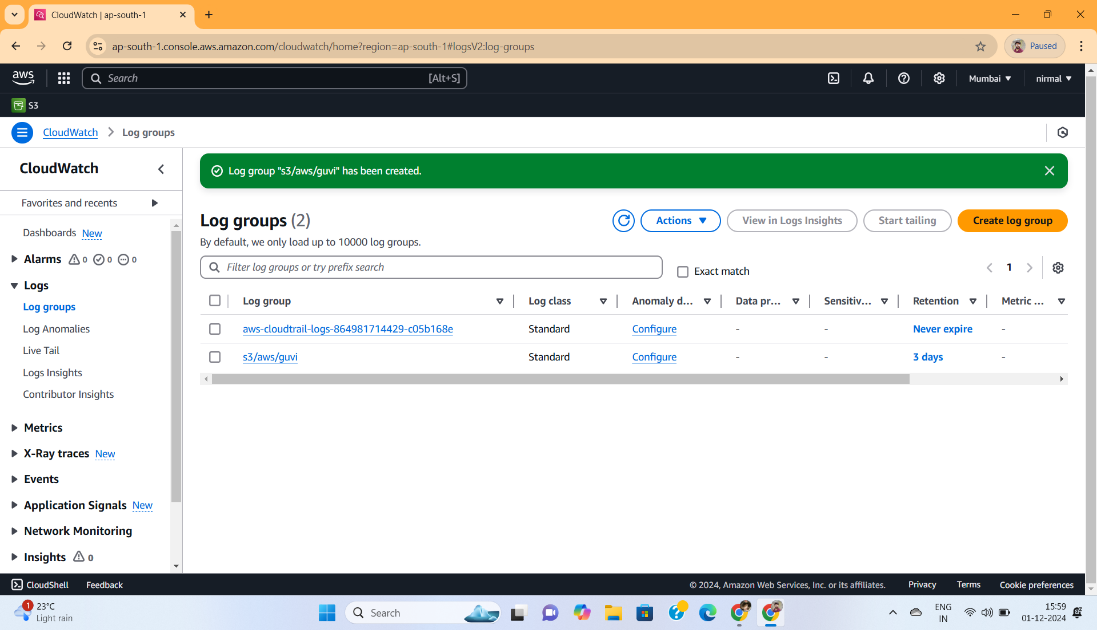 CloudWatch | ap-south-1
ap-south-1.console.aws.amazon.com/cloudwatch/home?region=ap-south-1#logsV2:log-groups
Paused
aws
Search
[Alt+S]
Mumbai
nirmal
S3
CloudWatch
Log groups
CloudWatch
Favorites and recents
Dashboards New
Alarms 0 0 0
Logs
Log groups
Log Anomalies
Live Tail
Logs Insights
Contributor Insights
Metrics
X-Ray traces New
Events
Application Signals New
Network Monitoring
Insights 0
Log group "s3/aws/guvi" has been created.
Log groups (2)
By default, we only load up to 10000 log groups.
Actions
View in Logs Insights
Start tailing
Create log group
Filter log groups or try prefix search
Exact match
1
Log group Log class Anomaly d... Data pr... Sensitiv... Retention Metric ...
aws-cloudtrail-logs-864981714429-c05b168e Standard Configure - - Never expire -
s3/aws/guvi Standard Configure - - 3 days -
CloudShell
Feedback
© 2024, Amazon Web Services, Inc. or its affiliates.
Privacy
Terms
Cookie preferences
1
23°C
Light rain
Search
ENG
IN
15:59
01-12-2024